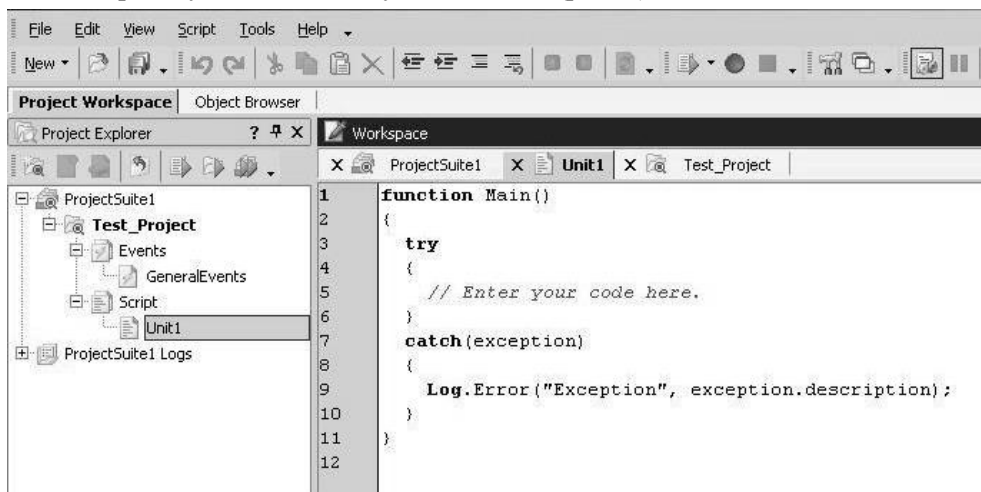 File Edit View Script Tools Help
New
Project Workspace Object Browser
Project Explorer ? X
Workspace
X ProjectSuite1 X Unit1 X Test_Project
ProjectSuite1
Test_Project
Events
GeneralEvents
Script
Unit1
ProjectSuite1 Logs
1 function Main()
2 {
3 try
4 {
5 // Enter your code here.
6 }
7 catch(exception)
8 {
9 Log.Error("Exception", exception.description);
10 }
11 }
12